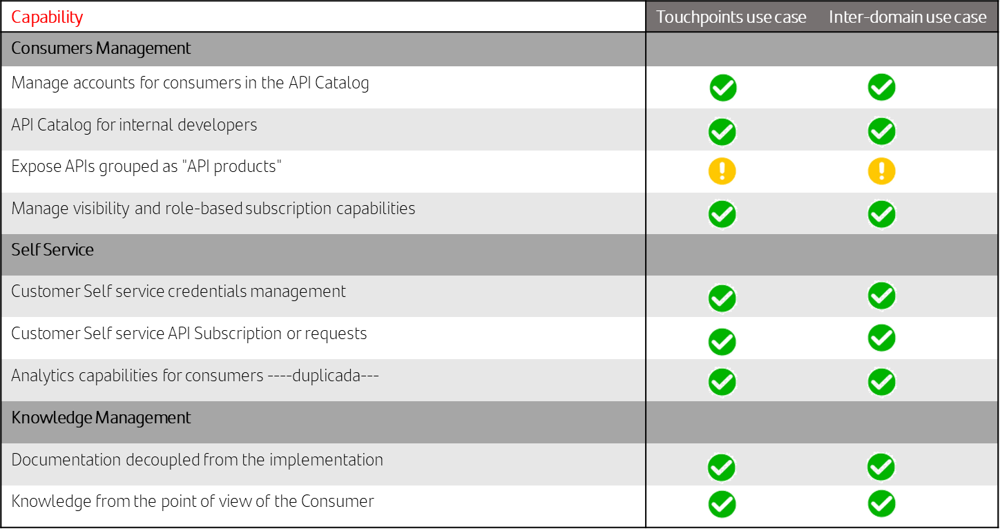 Capability Touchpoints use case Inter-domain use case
Consumers Management
Manage accounts for consumers in the API Catalog
API Catalog for internal developers
Expose APIs grouped as "API products"
Manage visibility and role-based subscription capabilities
Self Service
Customer Self service credentials management
Customer Self service API Subscription or requests
Analytics capabilities for consumers ----duplicada---
Knowledge Management
Documentation decoupled from the implementation
Knowledge from the point of view of the Consumer